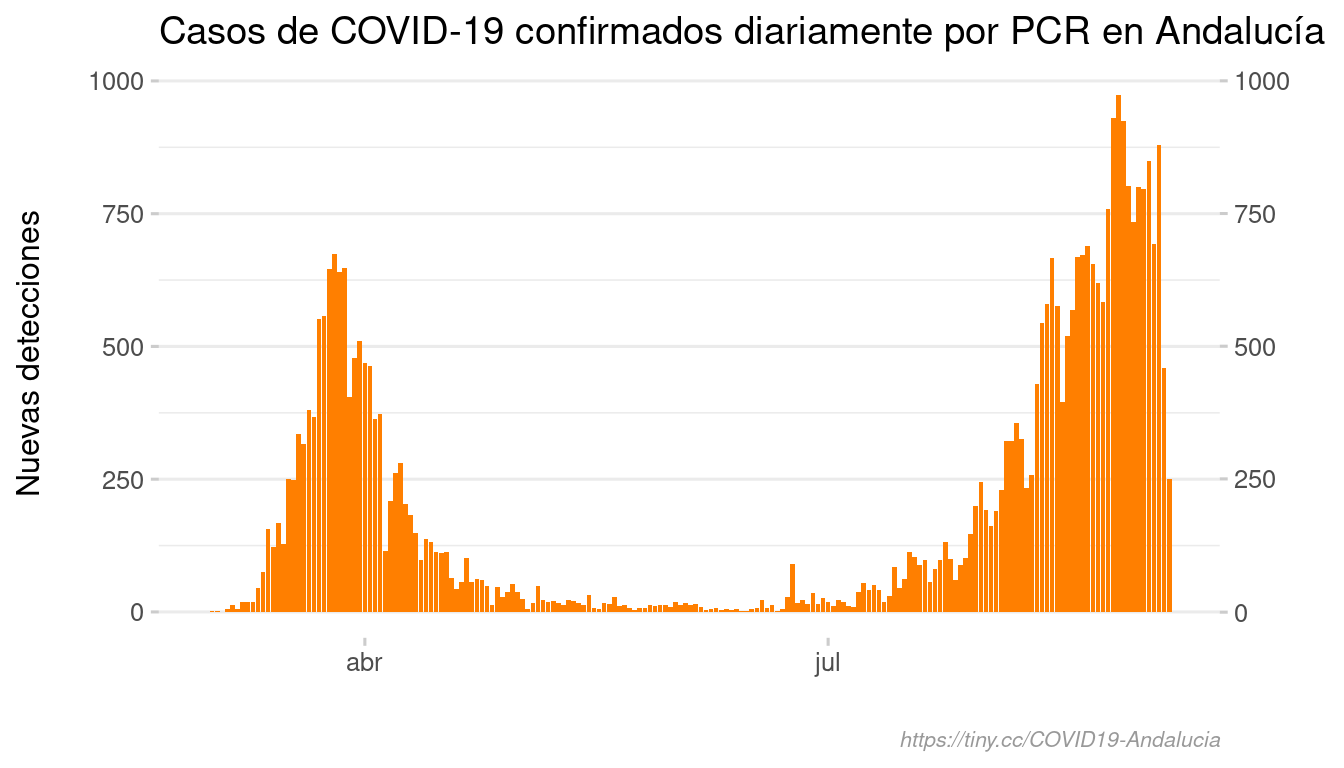 Casos de COVID-19 confirmados diariamente por PCR en Andalucía
1000
1000
750
750
500
500
250
250
0
0
Nuevas detecciones
abr
jul
https://tiny.cc/COVID19-Andalucia